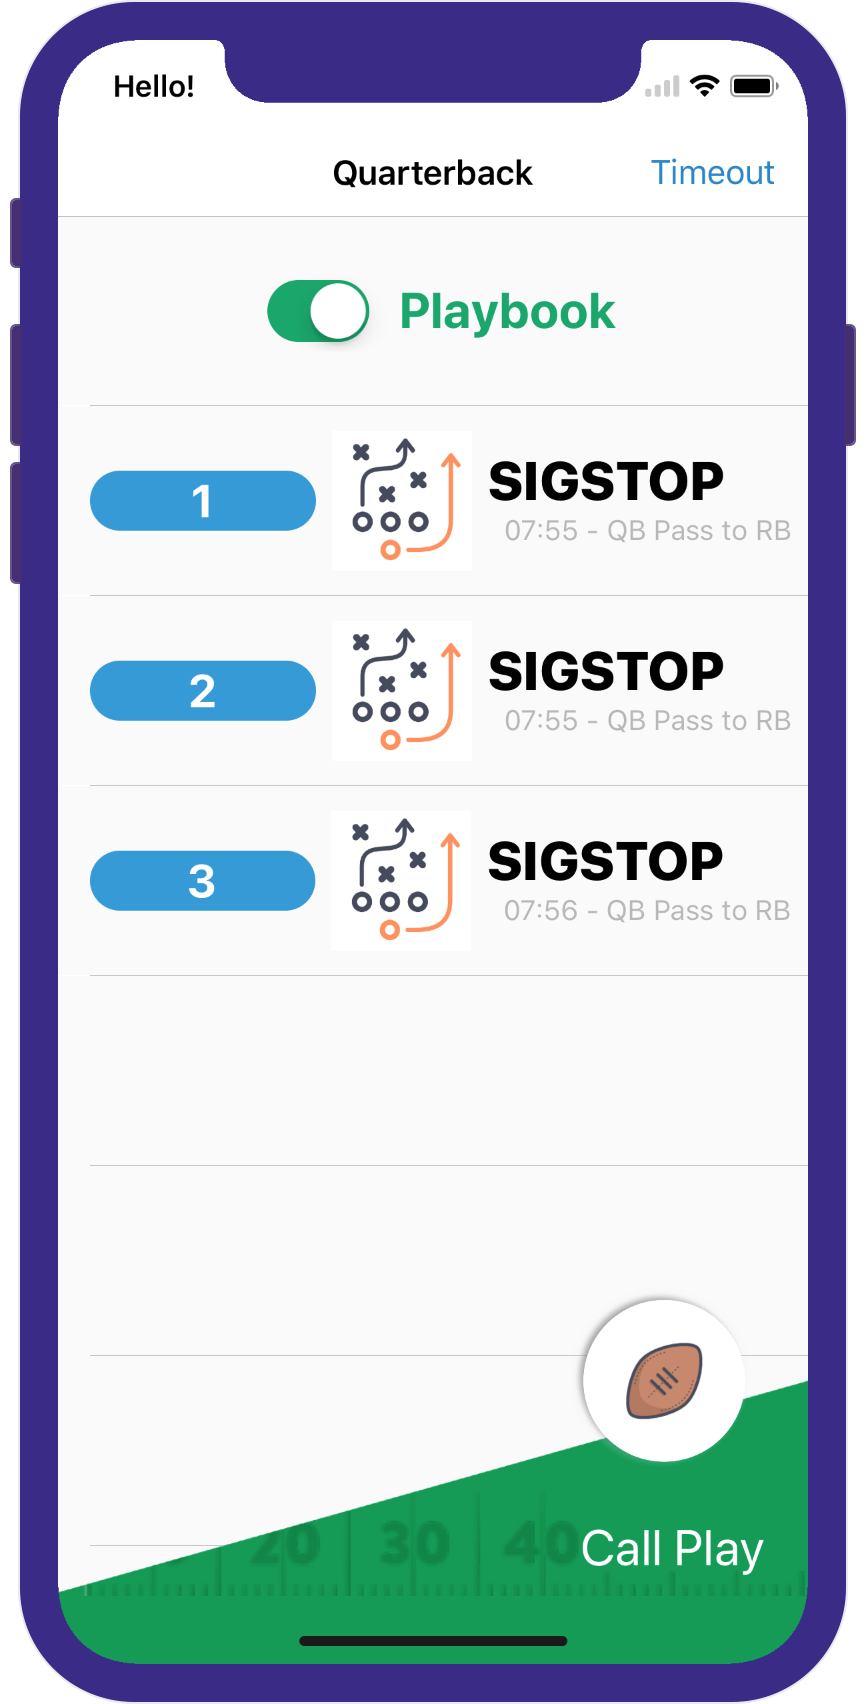 Hello!
Quarterback
Timeout
Playbook
1
SIGSTOP
07:55 - QB Pass to RB
2
SIGSTOP
07:55 - QB Pass to RB
3
SIGSTOP
07:56 - QB Pass to RB
20 30 40
Call Play